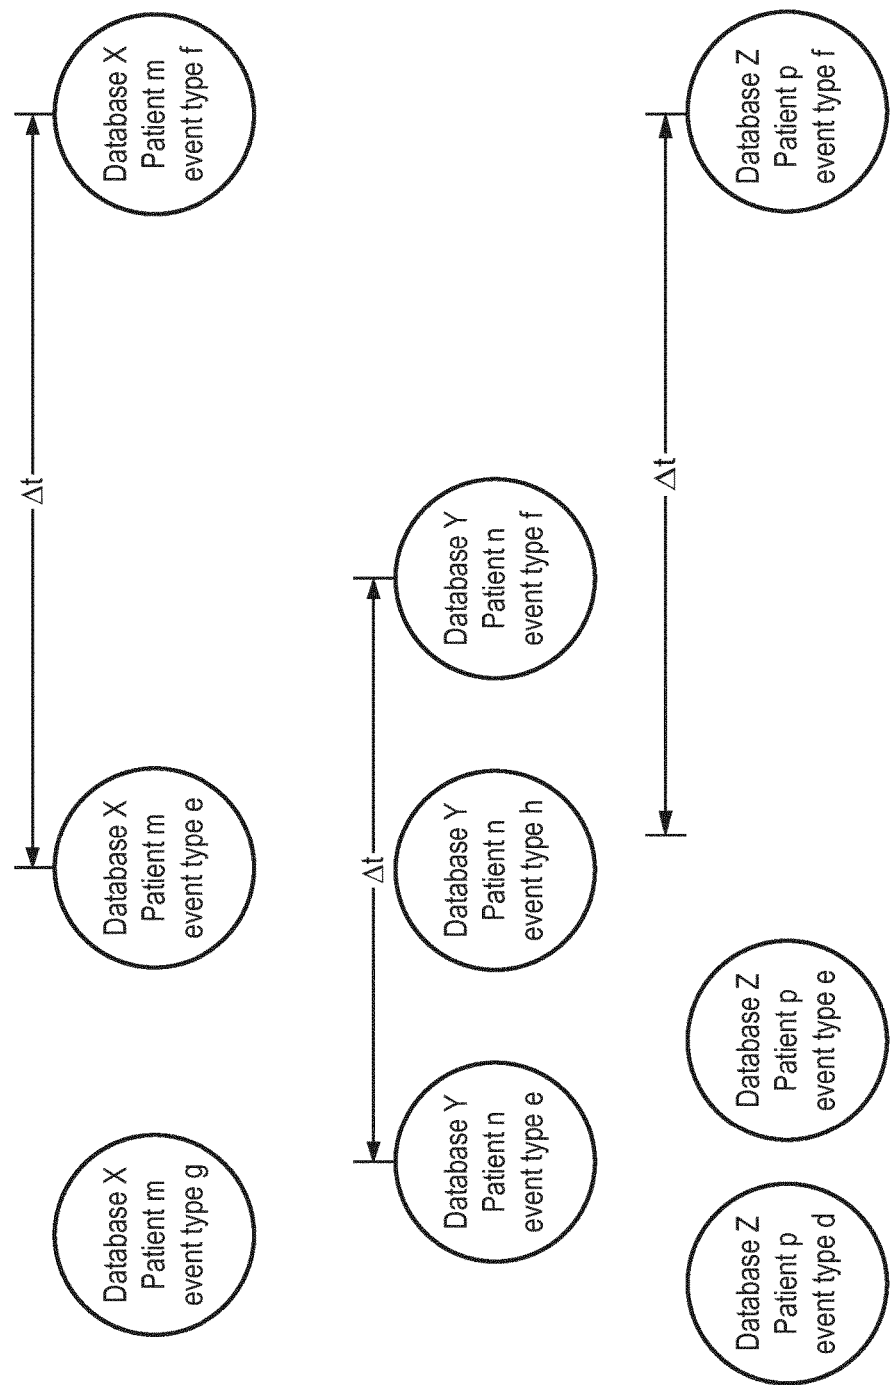 Δt
Database X
Patient m
event type g
Database X
Patient m
event type e
Database X
Patient m
event type f
Δt
Database Y
Patient n
event type e
Database Y
Patient n
event type h
Database Y
Patient n
event type f
Δt
Database Z
Patient p
event type d
Database Z
Patient p
event type e
Database Z
Patient p
event type f